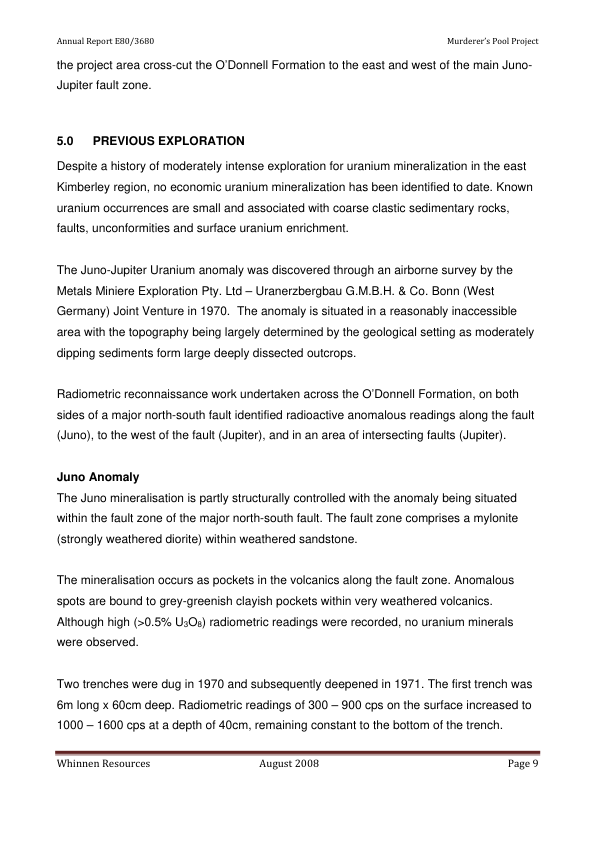 Annual Report E80/3680 Murderer’s Pool Project
the project area cross-cut the O’Donnell Formation to the east and west of the main Juno-
Jupiter fault zone.
5.0 PREVIOUS EXPLORATION
Despite a history of moderately intense exploration for uranium mineralization in the east
Kimberley region, no economic uranium mineralization has been identified to date. Known
uranium occurrences are small and associated with coarse clastic sedimentary rocks,
faults, unconformities and surface uranium enrichment.
The Juno-Jupiter Uranium anomaly was discovered through an airborne survey by the
Metals Miniere Exploration Pty. Ltd – Uranerzbergbau G.M.B.H. & Co. Bonn (West
Germany) Joint Venture in 1970.  The anomaly is situated in a reasonably inaccessible
area with the topography being largely determined by the geological setting as moderately
dipping sediments form large deeply dissected outcrops.
Radiometric reconnaissance work undertaken across the O’Donnell Formation, on both
sides of a major north-south fault identified radioactive anomalous readings along the fault
(Juno), to the west of the fault (Jupiter), and in an area of intersecting faults (Jupiter).
Juno Anomaly
The Juno mineralisation is partly structurally controlled with the anomaly being situated
within the fault zone of the major north-south fault. The fault zone comprises a mylonite
(strongly weathered diorite) within weathered sandstone.
The mineralisation occurs as pockets in the volcanics along the fault zone. Anomalous
spots are bound to grey-greenish clayish pockets within very weathered volcanics.
Although high (>0.5% U₃O₈) radiometric readings were recorded, no uranium minerals
were observed.
Two trenches were dug in 1970 and subsequently deepened in 1971. The first trench was
6m long x 60cm deep. Radiometric readings of 300 – 900 cps on the surface increased to
1000 – 1600 cps at a depth of 40cm, remaining constant to the bottom of the trench.
Whinnen Resources August 2008 Page 9